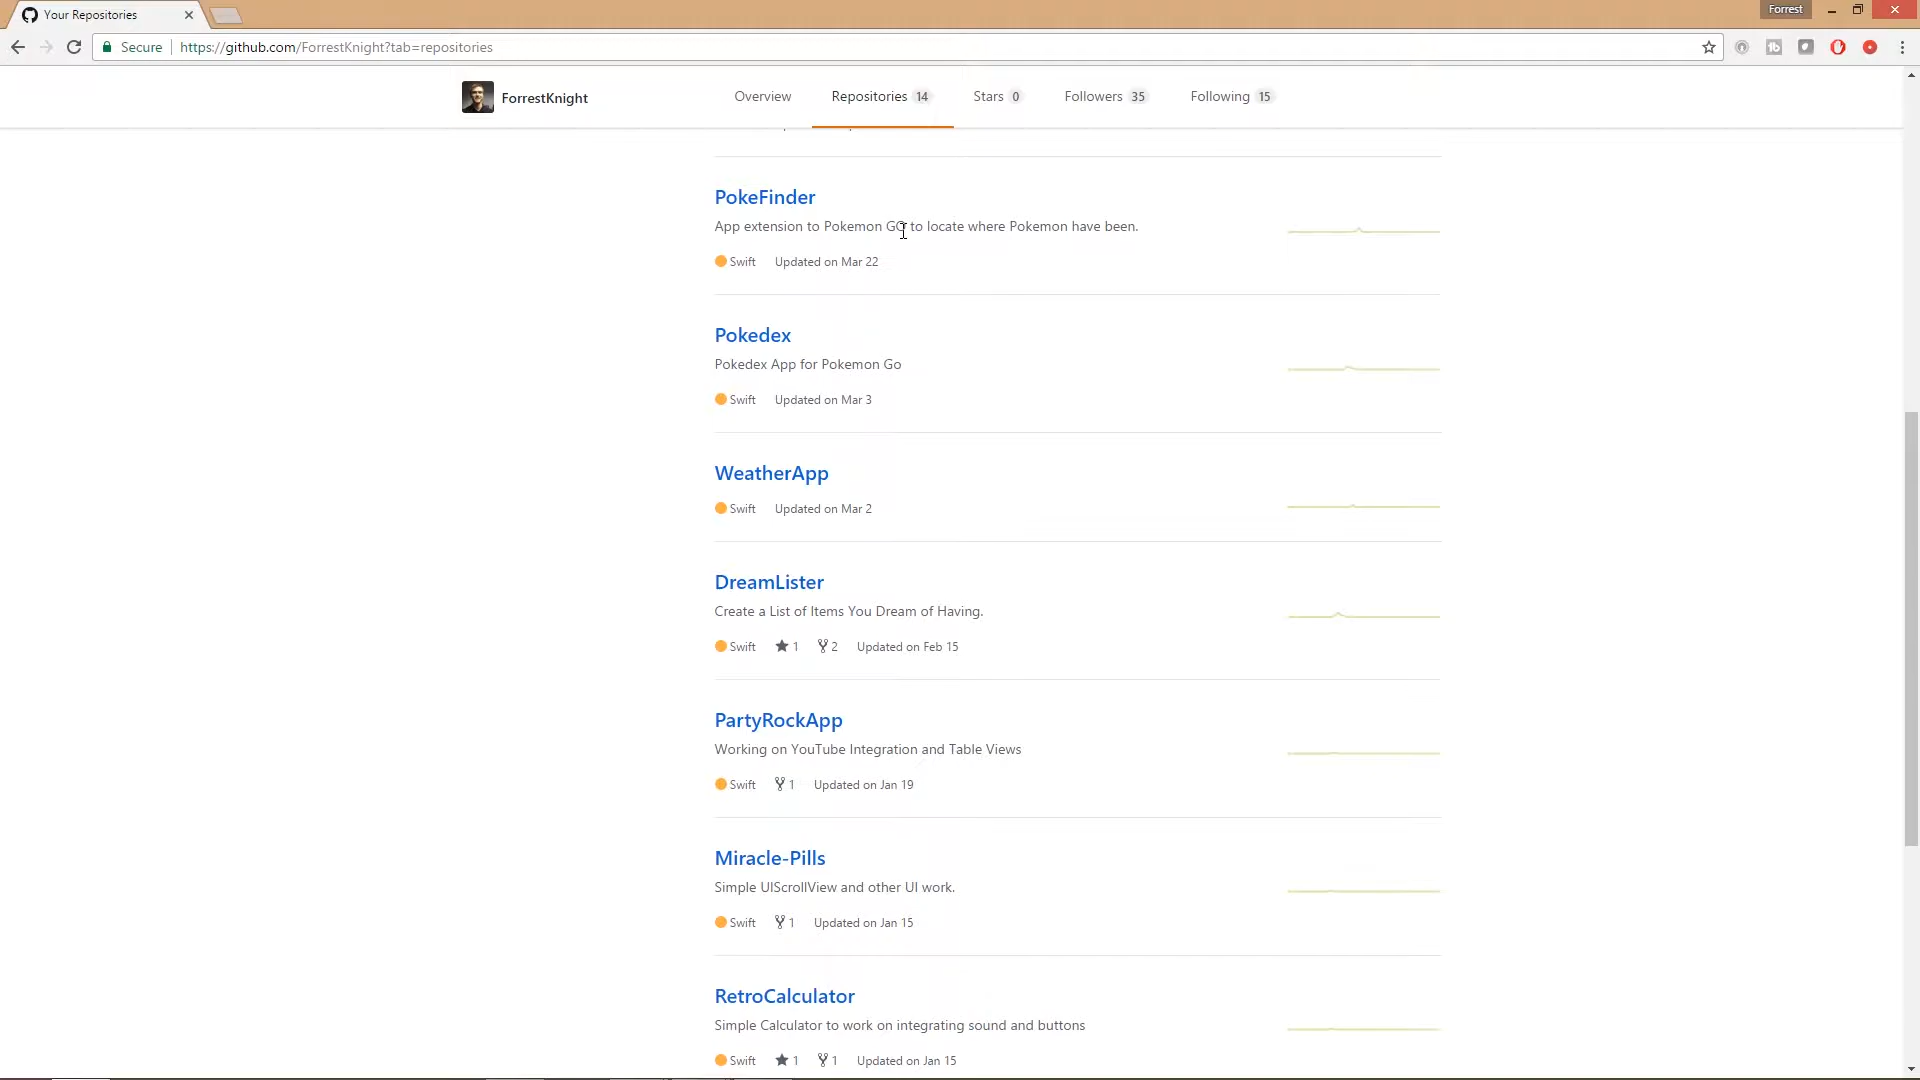 Your Repositories
Forrest
Secure https://github.com/ForrestKnight?tab=repositories
ForrestKnight Overview Repositories 14 Stars 0 Followers 35 Following 15
PokeFinder
App extension to Pokemon GO to locate where Pokemon have been.
Swift Updated on Mar 22
Pokedex
Pokedex App for Pokemon Go
Swift Updated on Mar 3
WeatherApp
Swift Updated on Mar 2
DreamLister
Create a List of Items You Dream of Having.
Swift 1 2 Updated on Feb 15
PartyRockApp
Working on YouTube Integration and Table Views
Swift 1 Updated on Jan 19
Miracle-Pills
Simple UIScrollView and other UI work.
Swift 1 Updated on Jan 15
RetroCalculator
Simple Calculator to work on integrating sound and buttons
Swift 1 1 Updated on Jan 15